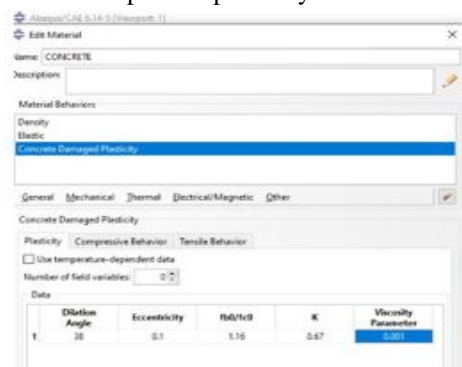 Abaqus/CAE 6.14-5 [Viewport: 1]
Edit Material
Name: CONCRETE
Description:
Material Behaviors
Density
Elastic
Concrete Damaged Plasticity
General Mechanical Thermal Electrical/Magnetic Other
Concrete Damaged Plasticity
Plasticity Compressive Behavior Tensile Behavior
Use temperature-dependent data
Number of field variables: 0
Data
Dilation Angle Eccentricity fb0/fc0 K Viscosity Parameter
1 38 0.1 1.16 0.67 0.001